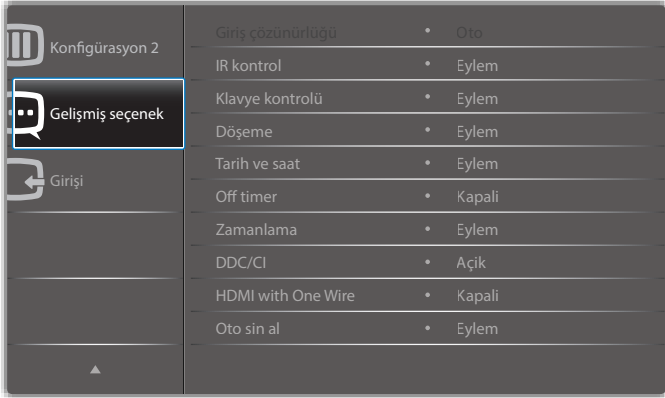 Konfigürasyon 2
Gelişmiş seçenek
Girişi
Giriş çözünürlüğü • Oto
IR kontrol • Eylem
Klavye kontrolü • Eylem
Döşeme • Eylem
Tarih ve saat • Eylem
Off timer • Kapali
Zamanlama • Eylem
DDC/CI • Açik
HDMI with One Wire • Kapali
Oto sin al • Eylem